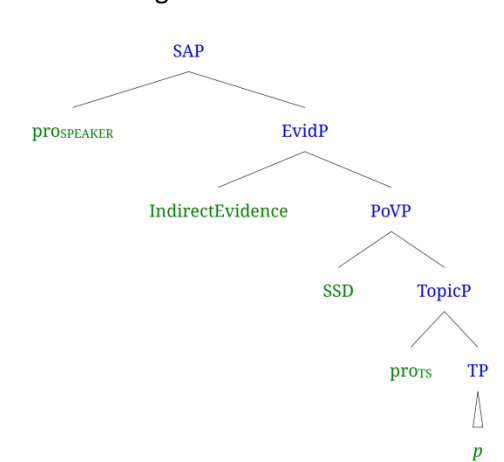 SAP
proSPEAKER EvidP
IndirectEvidence PoVP
SSD TopicP
proTS TP
p